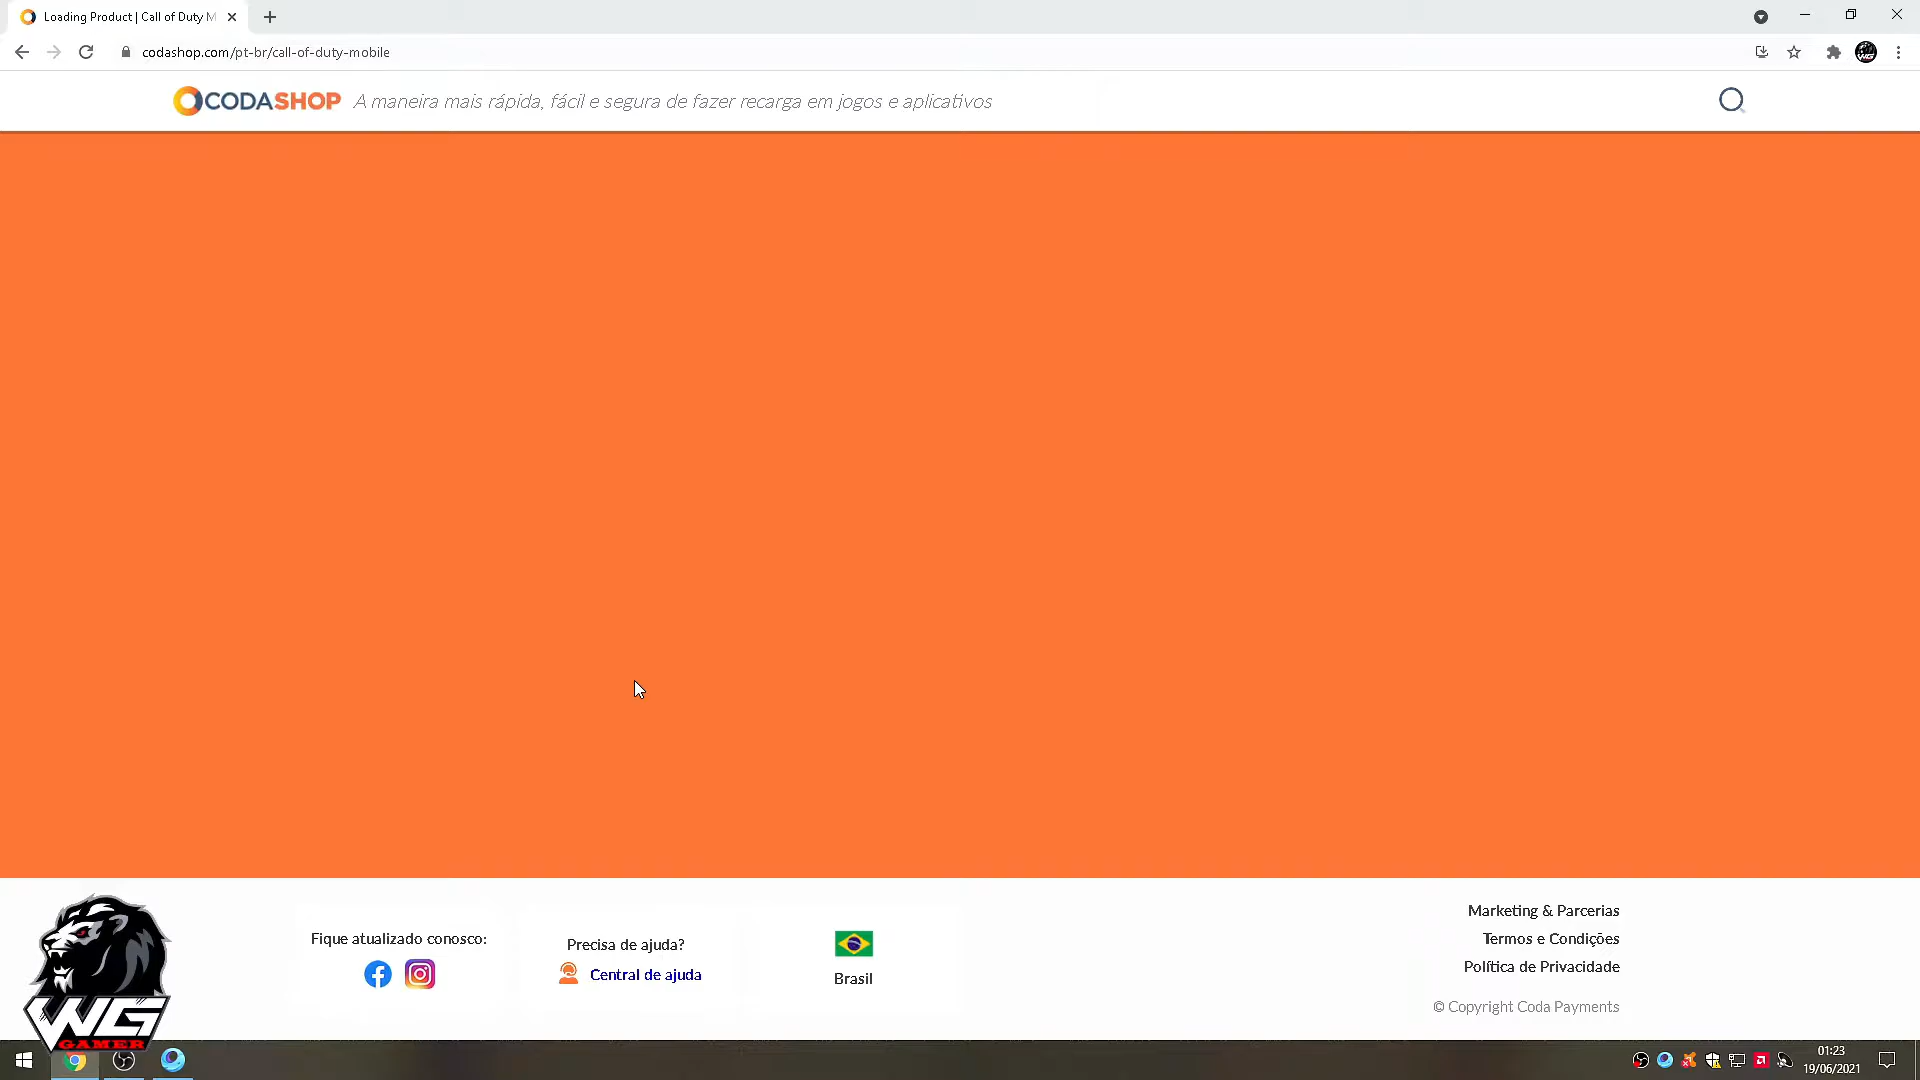 Loading Product | Call of Duty M
codashop.com/pt-br/call-of-duty-mobile
CODASHOP A maneira mais rápida, fácil e segura de fazer recarga em jogos e aplicativos
Fique atualizado conosco:
Precisa de ajuda?
Central de ajuda
Brasil
Marketing & Parcerias
Termos e Condições
Política de Privacidade
© Copyright Coda Payments
WG
GAMER
01:23
19/06/2021